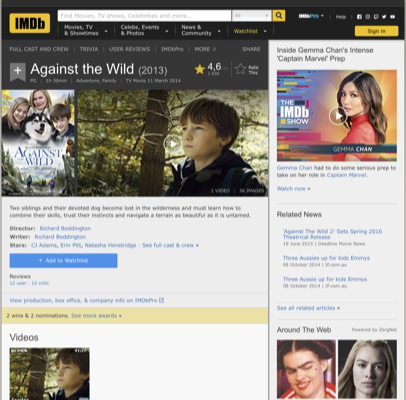 IMDb
Find Movies, TV shows, Celebrities and more...
All
IMDbPro
Help
Movies, TV
& Showtimes
Celebs, Events
& Photos
News &
Community
Watchlist
Sign in
FULL CAST AND CREW
TRIVIA
USER REVIEWS
IMDbPro
MORE
SHARE
Against the Wild (2013)
4,6
Rate
This
PG
1h 30min
Adventure, Family
TV Movie 11 March 2014
AGAINST
THE
WILD
1 VIDEO
36 IMAGES
Two siblings and their devoted dog become lost in the wilderness and must learn how to
combine their skills, trust their instincts and navigate a terrain as beautiful as it is untamed.
Director: Richard Boddington
Writer: Richard Boddington
Stars: CJ Adams, Erin Pitt, Natasha Henstridge | See full cast & crew »
+ Add to Watchlist
Reviews
12 user | 13 critic
View production, box office, & company info on IMDbPro
2 wins & 2 nominations. See more awards »
Videos
Inside Gemma Chan's Intense
'Captain Marvel' Prep
THE
IMDb
SHOW
GEMMA CHAN
Gemma Chan had to do some serious prep to
take on her role in Captain Marvel.
Watch now »
Related News
'Against The Wild 2' Sets Spring 2016
Theatrical Release
19 June 2015 | Deadline Movie News
Three Aussies up for kids Emmys
08 October 2014 | IF.com.au
Three Aussies up for kids Emmys
08 October 2014 | IF.com.au
See all related articles »
Around The Web
Powered by ZergNet